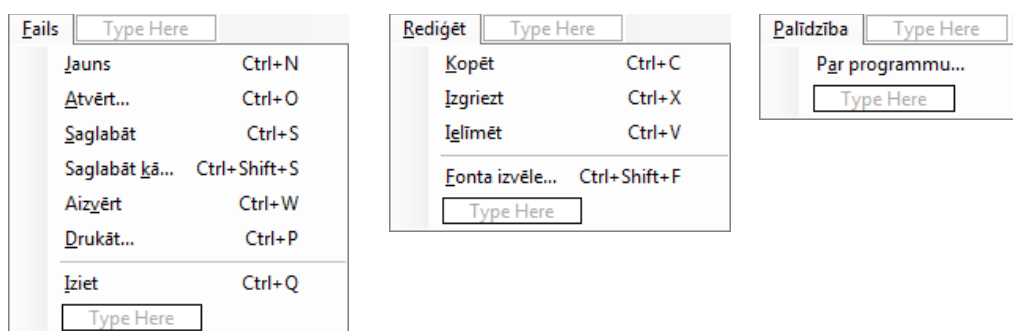 Fails Type Here
Jauns Ctrl+N
Atvērt... Ctrl+O
Saglabāt Ctrl+S
Saglabāt kā... Ctrl+Shift+S
Aizvērt Ctrl+W
Drukāt... Ctrl+P
Iziet Ctrl+Q
Type Here
Rediģēt Type Here
Kopēt Ctrl+C
Izgriezt Ctrl+X
Ielīmēt Ctrl+V
Fonta izvēle... Ctrl+Shift+F
Type Here
Palīdzība Type Here
Par programmu...
Type Here